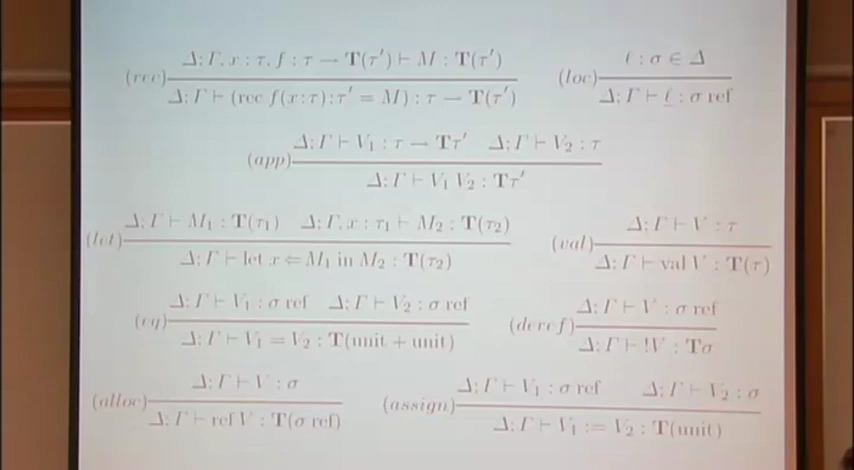 (rec) Δ; Γ, x : τ, f : τ → T(τ′) ⊢ M : T(τ′)
Δ; Γ ⊢ (rec f(x:τ):τ′ = M) : τ → T(τ′)
(loc) ℓ : σ ∈ Δ
Δ; Γ ⊢ ℓ : σ ref
(app) Δ; Γ ⊢ V₁ : τ → Tτ′ Δ; Γ ⊢ V₂ : τ
Δ; Γ ⊢ V₁ V₂ : Tτ′
(let) Δ; Γ ⊢ M₁ : T(τ₁) Δ; Γ, x : τ₁ ⊢ M₂ : T(τ₂)
Δ; Γ ⊢ let x ⇐ M₁ in M₂ : T(τ₂)
(val) Δ; Γ ⊢ V : τ
Δ; Γ ⊢ val V : T(τ)
(eq) Δ; Γ ⊢ V₁ : σ ref Δ; Γ ⊢ V₂ : σ ref
Δ; Γ ⊢ V₁ = V₂ : T(unit + unit)
(deref) Δ; Γ ⊢ V : σ ref
Δ; Γ ⊢ !V : Tσ
(alloc) Δ; Γ ⊢ V : σ
Δ; Γ ⊢ ref V : T(σ ref)
(assign) Δ; Γ ⊢ V₁ : σ ref Δ; Γ ⊢ V₂ : σ
Δ; Γ ⊢ V₁ := V₂ : T(unit)